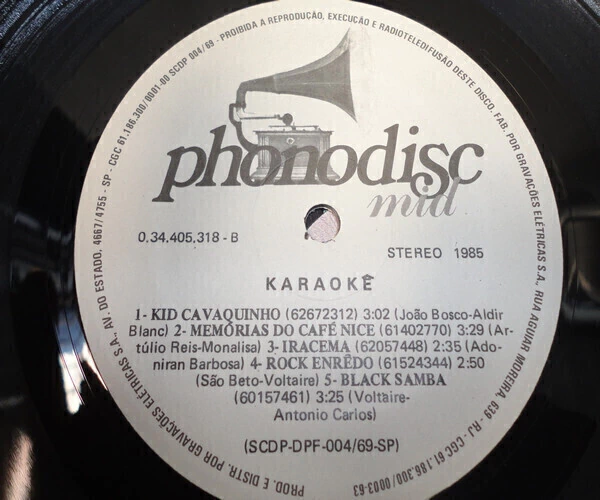 PROIBIDA A REPRODUÇÃO, EXECUÇÃO E RADIOTELEDIFUSÃO DESTE DISCO. FAB. POR GRAVAÇÕES ELÉTRICAS S.A., RUA AGUIAR MOREIRA, 639 - RJ - CGC 61.186.300/0003-63
PROD. E DISTR. POR GRAVAÇÕES ELÉTRICAS S.A., AV. DO ESTADO, 4667/4755 - SP - CGC 61.186.300/0001-00 SCDP 004/69 -
phonodisc
mid
0.34.405.318 - B
STEREO 1985
KARAOKÊ
1- KID CAVAQUINHO (62672312) 3:02 (João Bosco-Aldir
Blanc) 2- MEMÓRIAS DO CAFÉ NICE (61402770) 3:29 (Ar-
túlio Reis-Monalisa) 3- IRACEMA (62057448) 2:35 (Ado-
niran Barbosa) 4- ROCK ENRÊDO (61524344) 2:50
(São Beto-Voltaire) 5- BLACK SAMBA
(60157461) 3:25 (Voltaire-
Antonio Carlos)
(SCDP-DPF-004/69-SP)